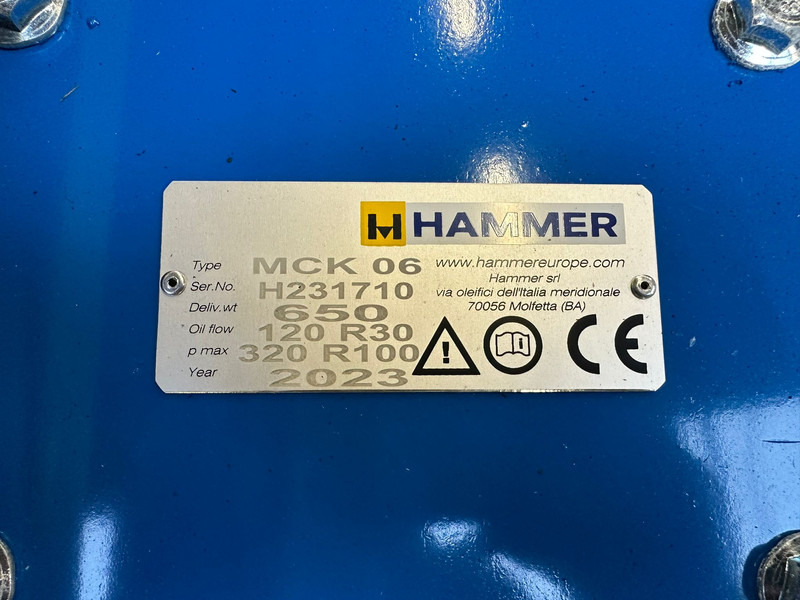 H HAMMER
Type MCK 06
Ser.No. H231710
Deliv.wt 650
Oil flow 120 R30
p max 320 R100
Year 2023
www.hammereurope.com
Hammer srl
via oleifici dell'Italia meridionale
70056 Molfetta (BA)
!
CE